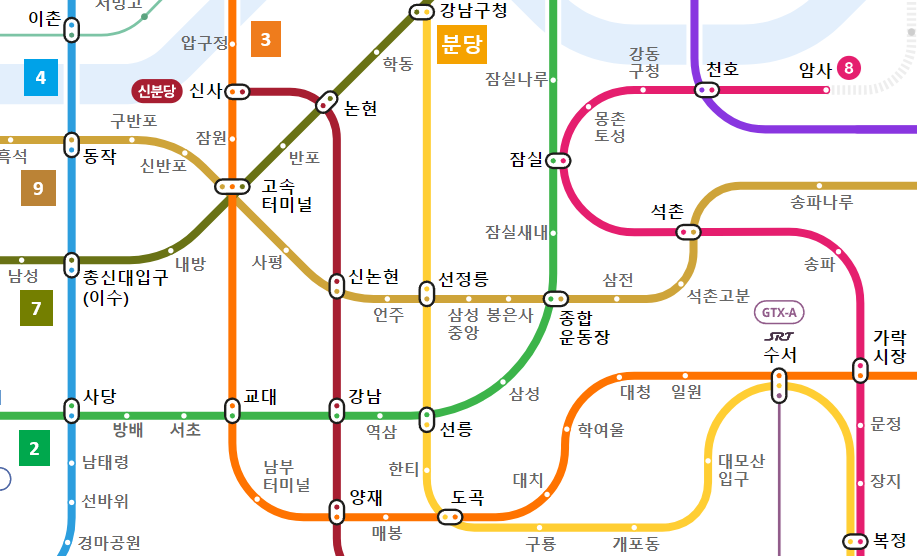 이촌
서빙고
강남구청
압구정
3
분당
강동
구청
천호
암사
8
4
학동
잠실나루
신분당
신사
논현
몽촌
토성
구반포
잠원
흑석
동작
신반포
반포
잠실
9
고속
터미널
석촌
송파나루
남성
내방
사평
잠실새내
송파
총신대입구
(이수)
신논현
선정릉
삼전
석촌고분
7
언주
삼성
중앙
봉은사
종합
운동장
GTX-A
SRT
수서
가락
시장
사당
교대
강남
삼성
대청
일원
방배
서초
역삼
선릉
학여울
문정
2
남태령
남부
터미널
한티
대치
대모산
입구
장지
선바위
양재
도곡
매봉
경마공원
구룡
개포동
복정